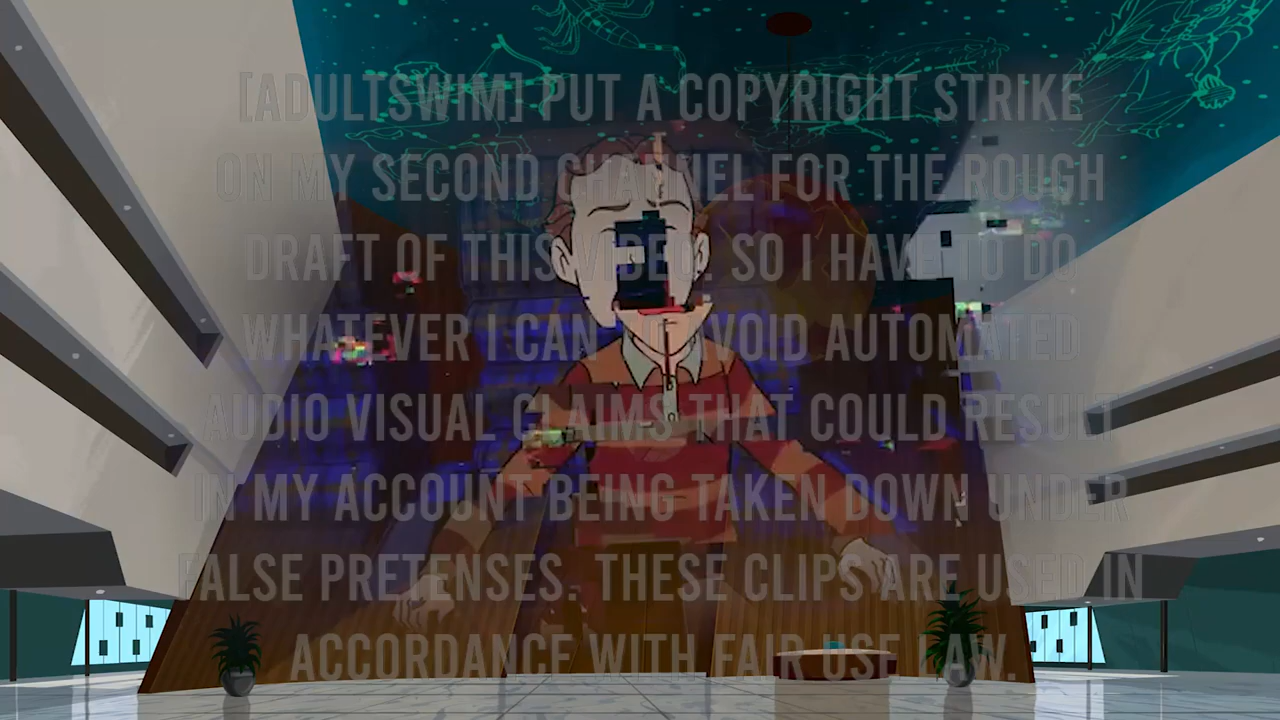 [ADULTSWIM] PUT A COPYRIGHT STRIKE
ON MY SECOND CHANNEL FOR THE ROUGH
DRAFT OF THIS VIDEO. SO I HAVE TO DO
WHATEVER I CAN TO AVOID AUTOMATED
AUDIO VISUAL CLAIMS THAT COULD RESULT
IN MY ACCOUNT BEING TAKEN DOWN UNDER
FALSE PRETENSES. THESE CLIPS ARE USED IN
ACCORDANCE WITH FAIR USE LAW.